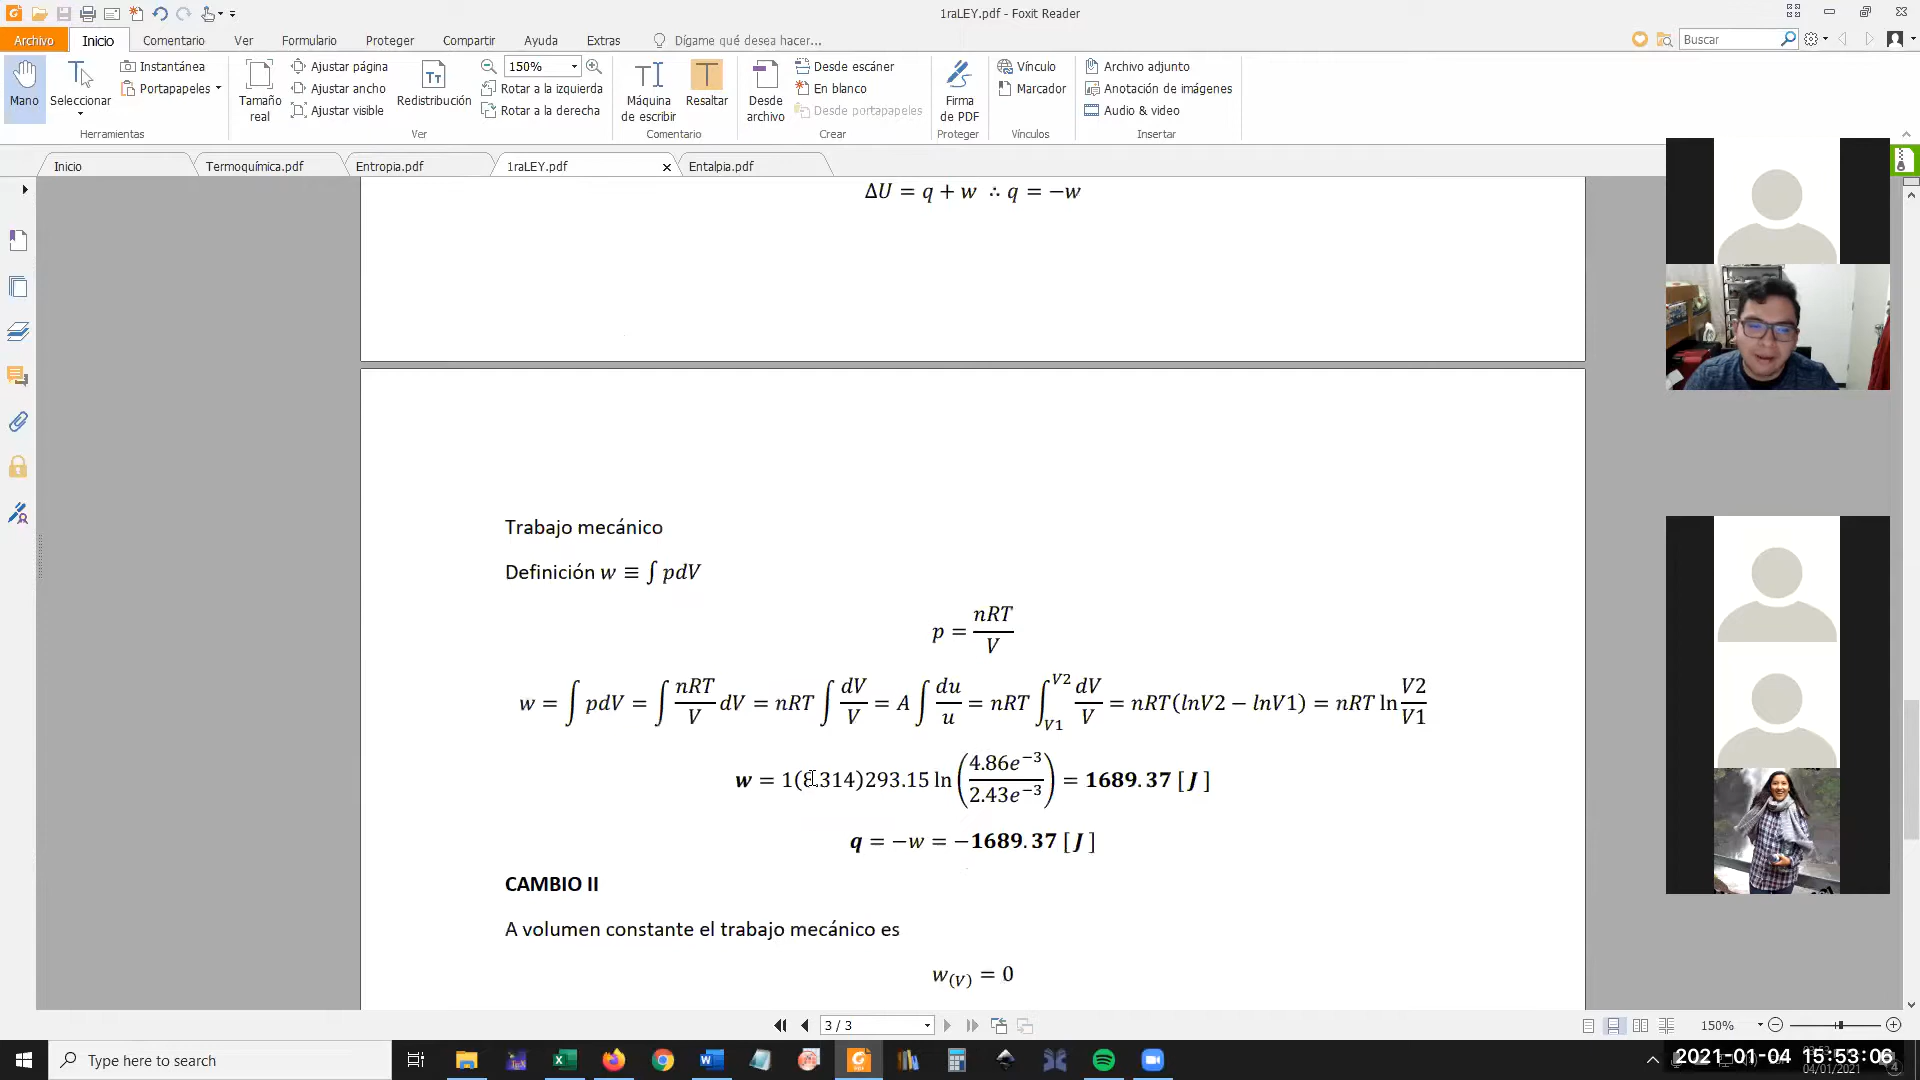 1raLEY.pdf - Foxit Reader
Archivo Inicio Comentario Ver Formulario Proteger Compartir Ayuda Extras Dígame qué desea hacer... Buscar
Mano
Seleccionar
Instantánea
Portapapeles
Herramientas
Tamaño real
Ajustar página
Ajustar ancho
Ajustar visible
Redistribución
150%
Rotar a la izquierda
Rotar a la derecha
Ver
Máquina de escribir
Resaltar
Comentario
Desde archivo
Desde escáner
En blanco
Desde portapapeles
Crear
Firma de PDF
Proteger
Vínculo
Marcador
Vínculos
Archivo adjunto
Anotación de imágenes
Audio & video
Insertar
Inicio Termoquímica.pdf Entropia.pdf 1raLEY.pdf Entalpia.pdf
ΔU = q + w ∴ q = −w
Trabajo mecánico
Definición w ≡ ∫ pdV
p = nRT/V
w = ∫ pdV = ∫ nRT/V dV = nRT ∫ dV/V = A ∫ du/u = nRT ∫_V1^V2 dV/V = nRT(lnV2 − lnV1) = nRT ln V2/V1
w = 1(8.314)293.15 ln (4.86e⁻³/2.43e⁻³) = 1689.37 [J]
q = −w = −1689.37 [J]
CAMBIO II
A volumen constante el trabajo mecánico es
w(V) = 0
3 / 3
150%
Type here to search
2021-01-04 15:53:06
04/01/2021